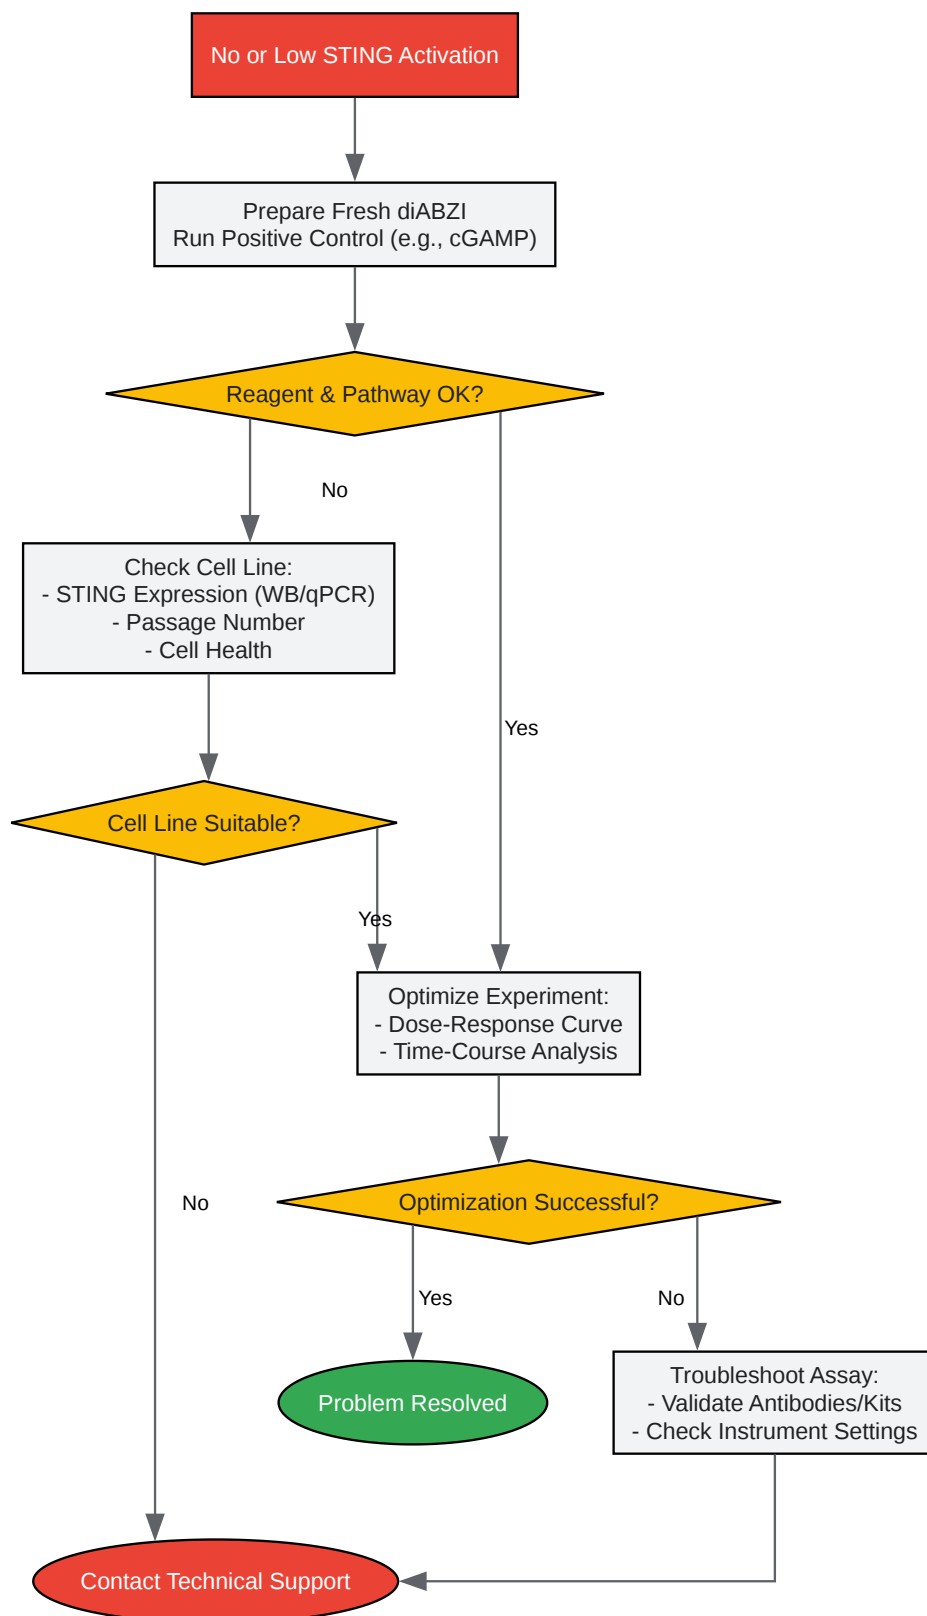 No or Low STING Activation
Prepare Fresh diABZI
Run Positive Control (e.g., cGAMP)
Reagent & Pathway OK?
No
Check Cell Line:
- STING Expression (WB/qPCR)
- Passage Number
- Cell Health
Yes
Cell Line Suitable?
Yes
Optimize Experiment:
- Dose-Response Curve
- Time-Course Analysis
No
Optimization Successful?
Yes
No
Problem Resolved
Troubleshoot Assay:
- Validate Antibodies/Kits
- Check Instrument Settings
Contact Technical Support